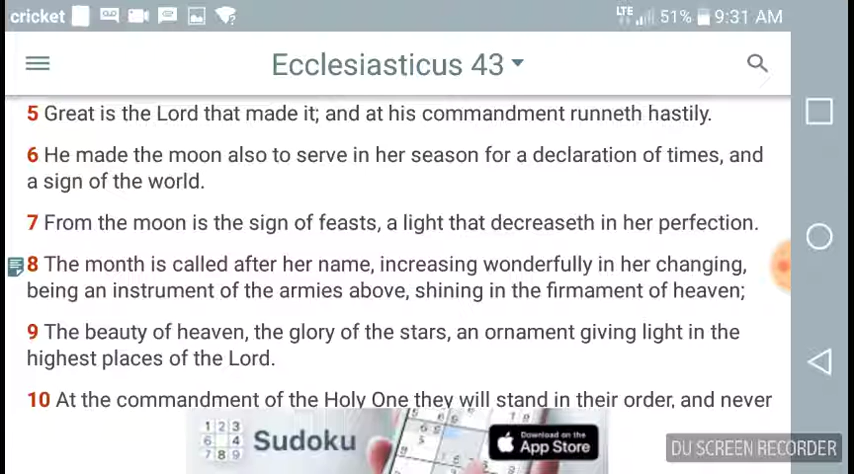 cricket LTE 51% 9:31 AM
Ecclesiasticus 43
5 Great is the Lord that made it; and at his commandment runneth hastily.
6 He made the moon also to serve in her season for a declaration of times, and
a sign of the world.
7 From the moon is the sign of feasts, a light that decreaseth in her perfection.
8 The month is called after her name, increasing wonderfully in her changing,
being an instrument of the armies above, shining in the firmament of heaven;
9 The beauty of heaven, the glory of the stars, an ornament giving light in the
highest places of the Lord.
10 At the commandment of the Holy One they will stand in their order, and never
1 2 3
6 4
7 8 9
Sudoku
Download on the
App Store
DU SCREEN RECORDER